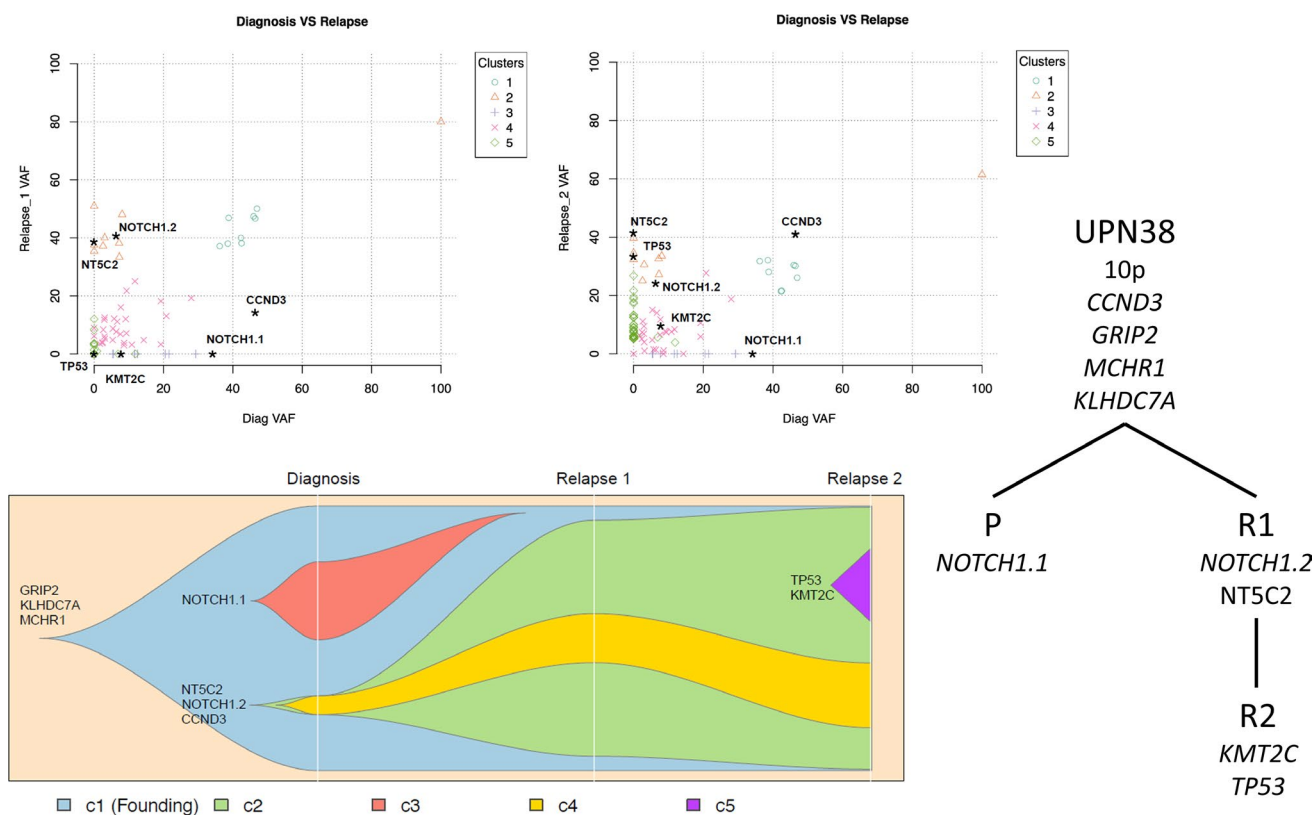 Diagnosis VS Relapse
Relapse_1 VAF
100
80
60
40
20
0
NT5C2
NOTCH1.2
CCND3
NOTCH1.1
TP53
KMT2C
0
20
40
60
80
100
Diag VAF
Clusters
1
2
3
4
5
Diagnosis VS Relapse
Relapse_2 VAF
100
80
60
40
20
0
NT5C2
TP53
CCND3
NOTCH1.2
KMT2C
NOTCH1.1
0
20
40
60
80
100
Diag VAF
Clusters
1
2
3
4
5
UPN38
10p
CCND3
GRIP2
MCHR1
KLHDC7A
P
NOTCH1.1
R1
NOTCH1.2
NT5C2
R2
KMT2C
TP53
Diagnosis
Relapse 1
Relapse 2
GRIP2
KLHDC7A
MCHR1
NOTCH1.1
NT5C2
NOTCH1.2
CCND3
TP53
KMT2C
c1 (Founding)
c2
c3
c4
c5